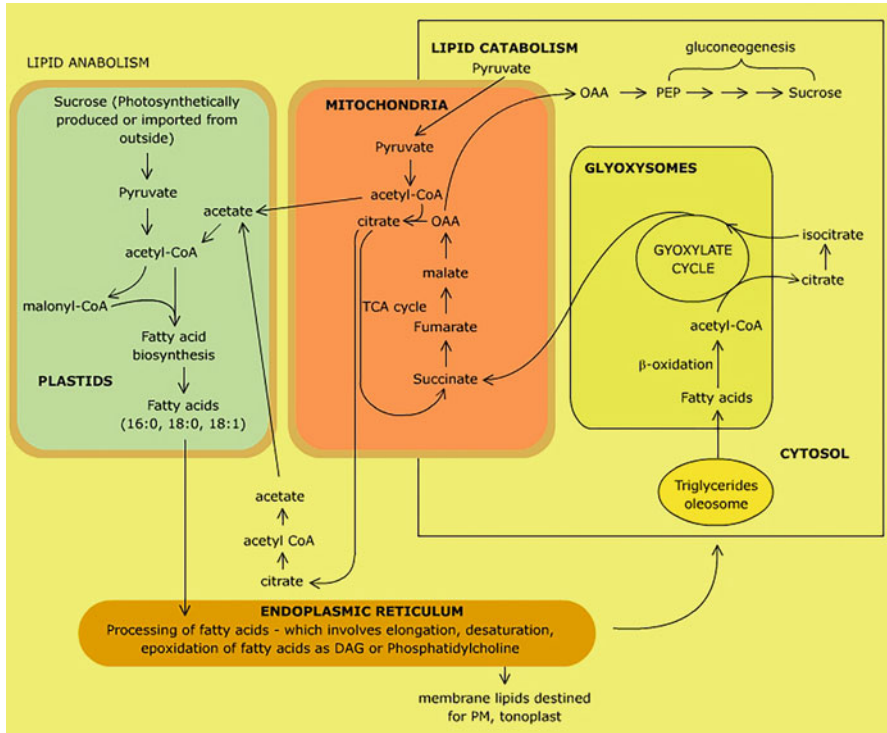 LIPID ANABOLISM
Sucrose (Photosynthetically
produced or imported from
outside)
Pyruvate
acetyl-CoA
malonyl-CoA
Fatty acid
biosynthesis
PLASTIDS
Fatty acids
(16:0, 18:0, 18:1)
acetate
acetate
acetyl CoA
citrate
MITOCHONDRIA
Pyruvate
acetyl-CoA
citrate
OAA
malate
TCA cycle
Fumarate
Succinate
LIPID CATABOLISM
Pyruvate
gluconeogenesis
OAA
PEP
Sucrose
GLYOXYSOMES
GYOXYLATE
CYCLE
isocitrate
citrate
acetyl-CoA
β-oxidation
Fatty acids
CYTOSOL
Triglycerides
oleosome
ENDOPLASMIC RETICULUM
Processing of fatty acids - which involves elongation, desaturation,
epoxidation of fatty acids as DAG or Phosphatidylcholine
membrane lipids destined
for PM, tonoplast